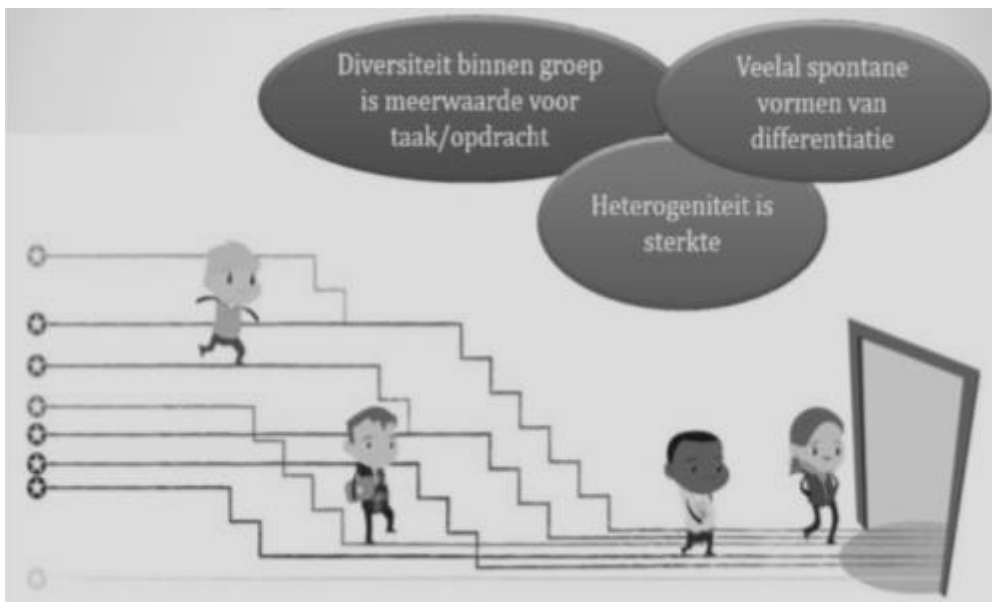 Diversiteit binnen groep
is meerwaarde voor
taak/opdracht
Veelal spontane
vormen van
differentiatie
Heterogeniteit is
sterkte